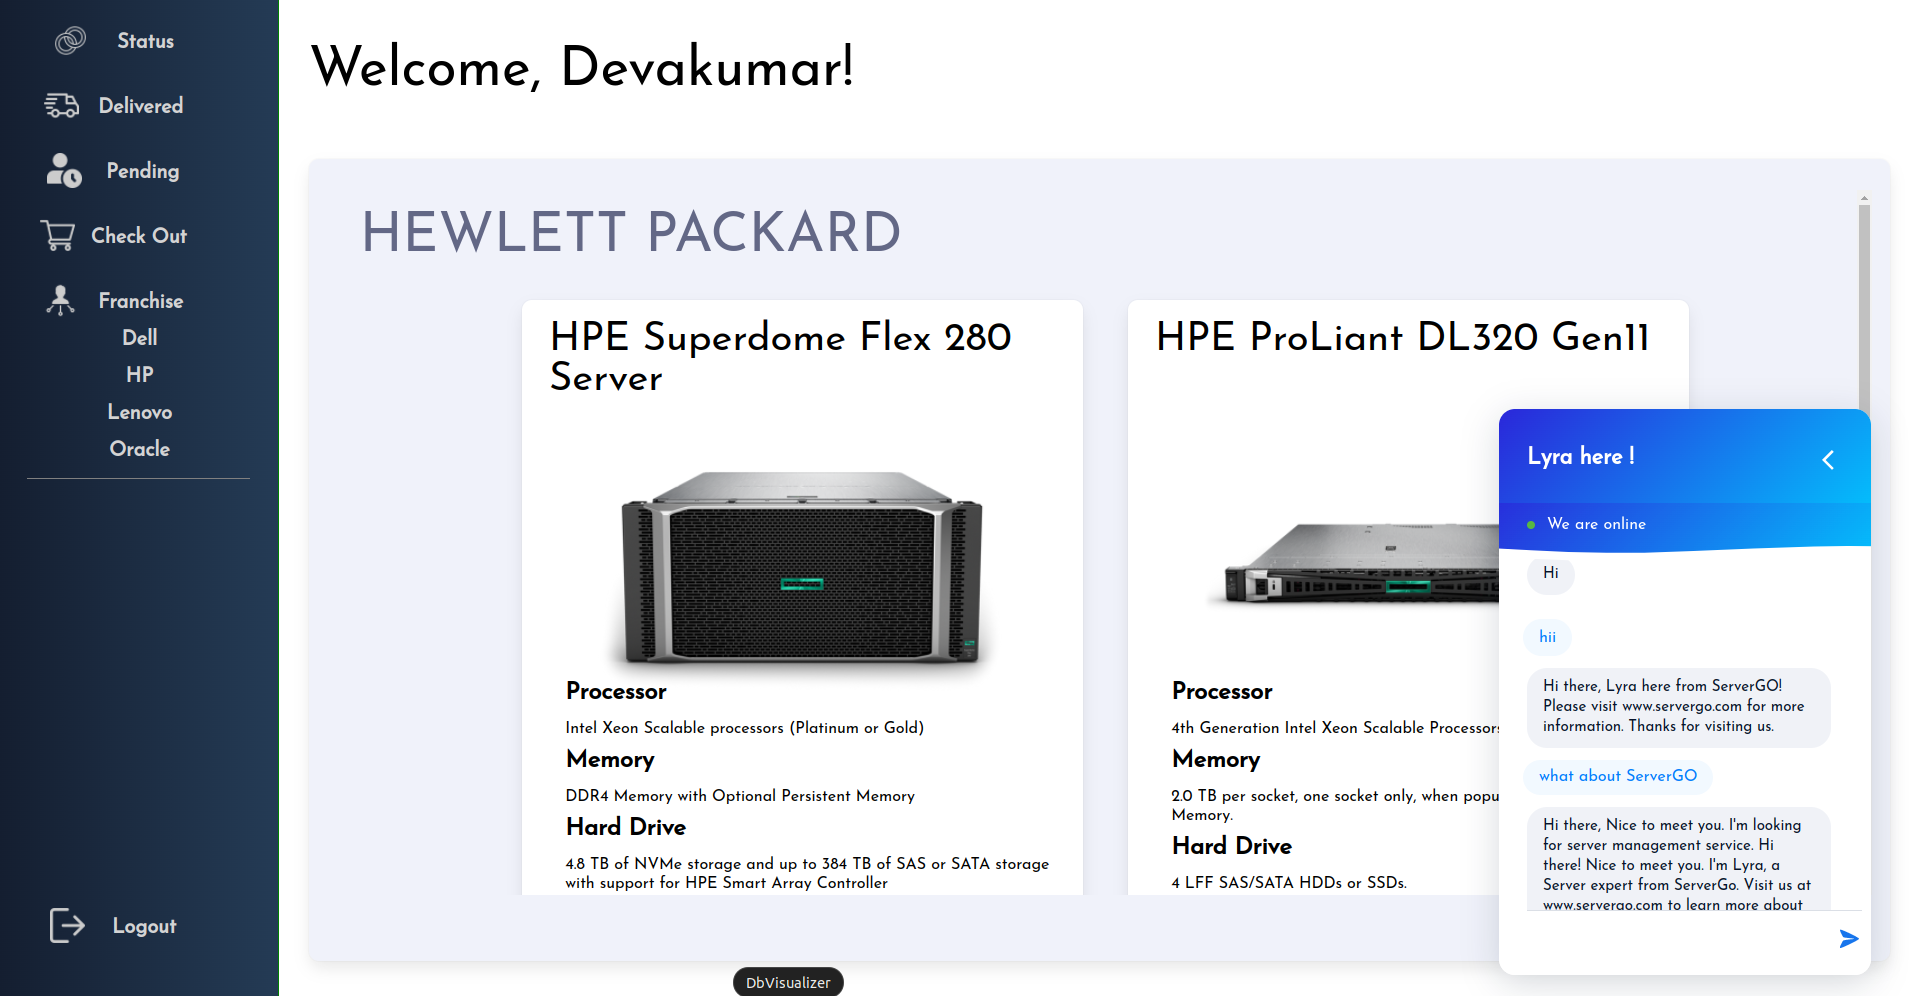 Status
Delivered
Pending
Check Out
Franchise
Dell
HP
Lenovo
Oracle
Logout
Welcome, Devakumar!
HEWLETT PACKARD
HPE Superdome Flex 280
Server
Processor
Intel Xeon Scalable processors (Platinum or Gold)
Memory
DDR4 Memory with Optional Persistent Memory
Hard Drive
4.8 TB of NVMe storage and up to 384 TB of SAS or SATA storage
with support for HPE Smart Array Controller
HPE ProLiant DL320 Gen11
Processor
4th Generation Intel Xeon Scalable Processors
Memory
2.0 TB per socket, one socket only, when popu
Memory.
Hard Drive
4 LFF SAS/SATA HDDs or SSDs.
Lyra here !
We are online
Hi
hii
Hi there, Lyra here from ServerGO!
Please visit www.servergo.com for more
information. Thanks for visiting us.
what about ServerGO
Hi there, Nice to meet you. I'm looking
for server management service. Hi
there! Nice to meet you. I'm Lyra, a
Server expert from ServerGo. Visit us at
www.servergo.com to learn more about
DbVisualizer